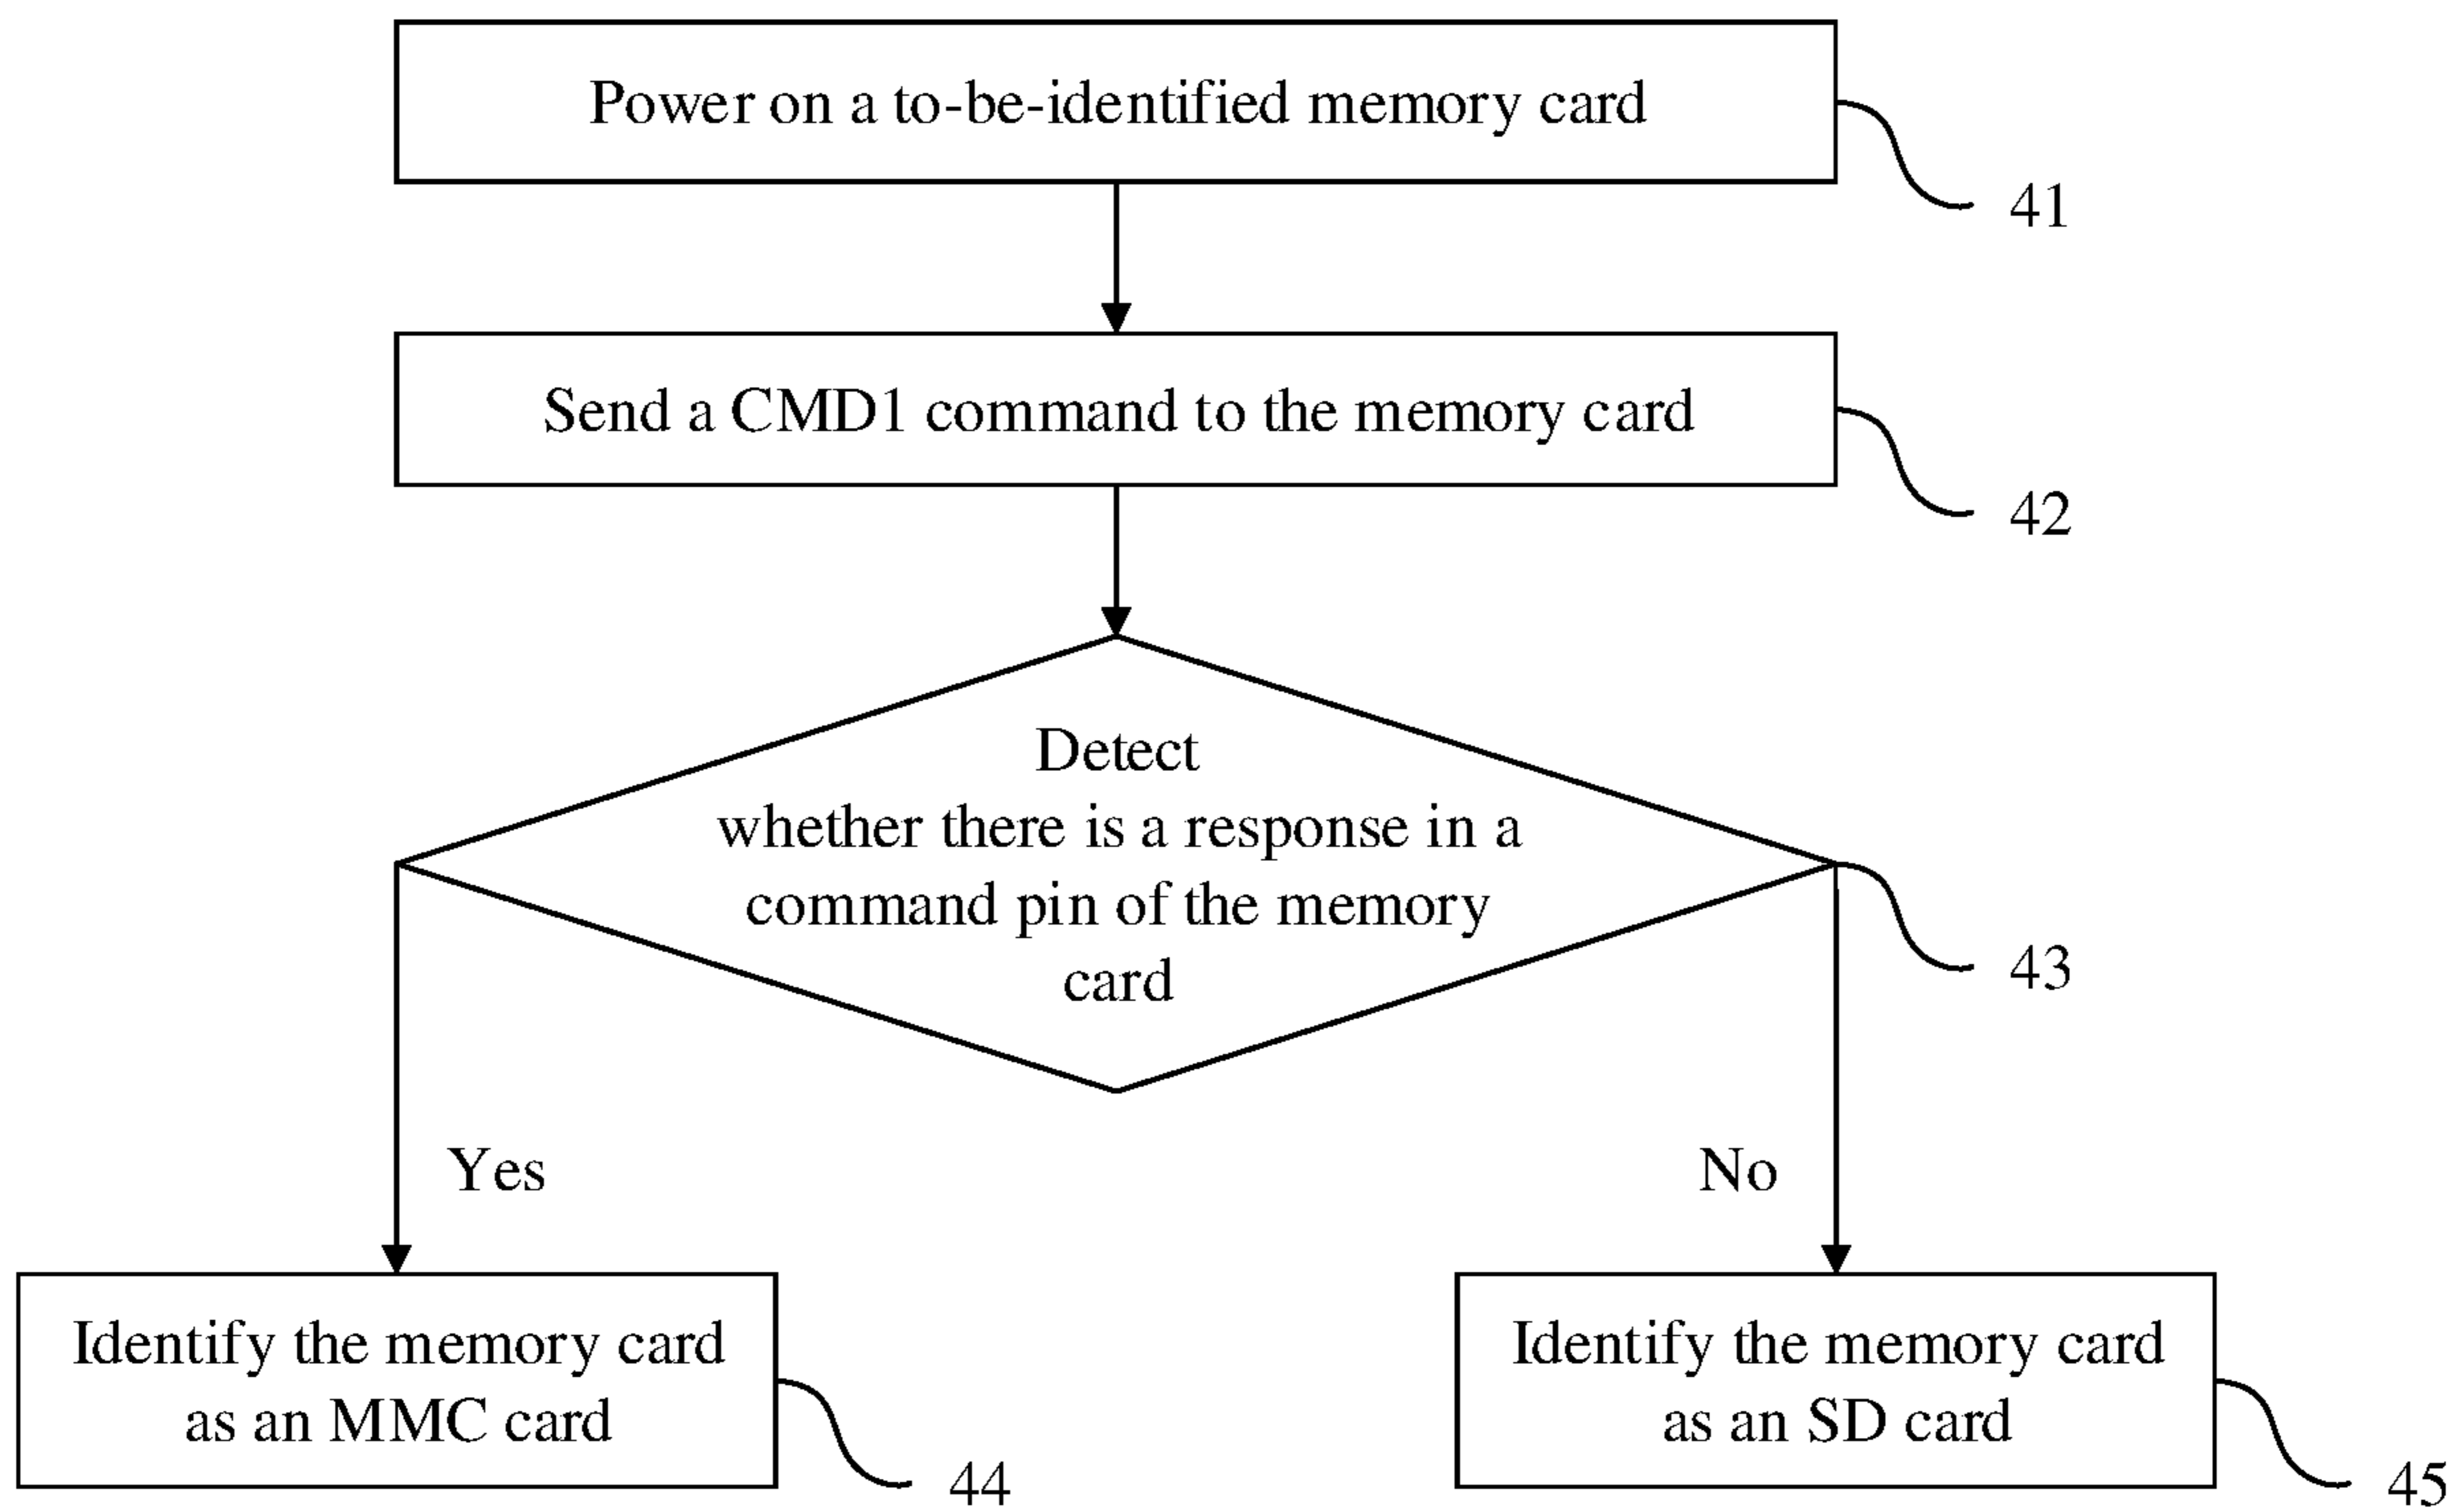 Power on a to-be-identified memory card
41
Send a CMD1 command to the memory card
42
Detect
whether there is a response in a
command pin of the memory
card
43
Yes
No
Identify the memory card
as an MMC card
44
Identify the memory card
as an SD card
45